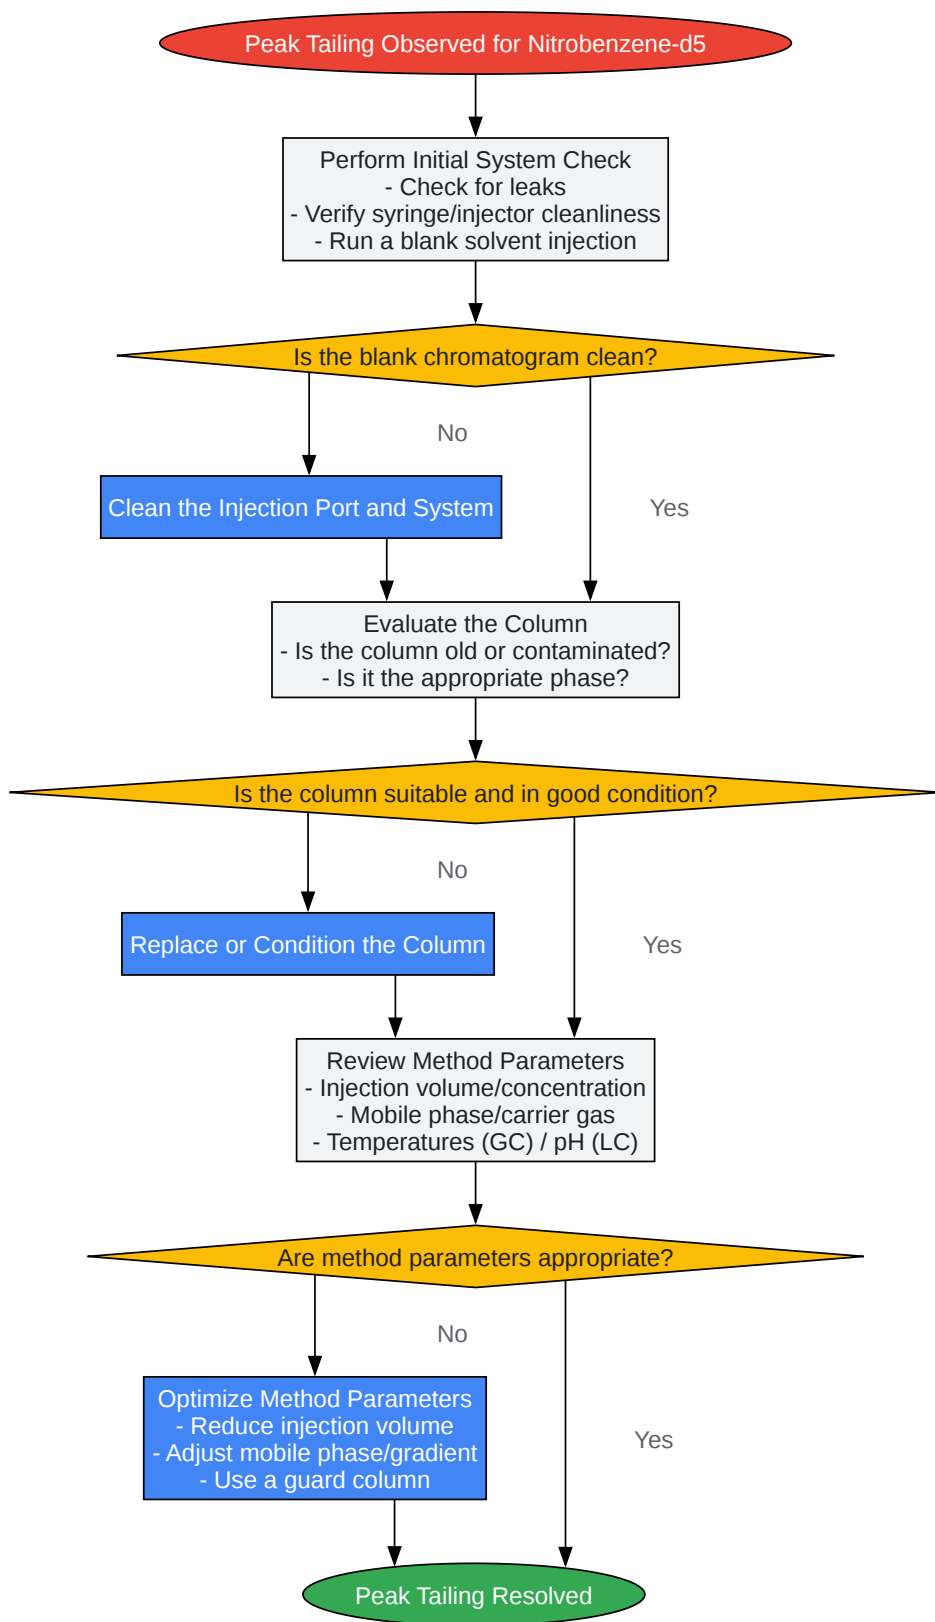 Peak Tailing Observed for Nitrobenzene-d5
Perform Initial System Check
- Check for leaks
- Verify syringe/injector cleanliness
- Run a blank solvent injection
Is the blank chromatogram clean?
No
Clean the Injection Port and System
Yes
Evaluate the Column
- Is the column old or contaminated?
- Is it the appropriate phase?
Is the column suitable and in good condition?
No
Replace or Condition the Column
Yes
Review Method Parameters
- Injection volume/concentration
- Mobile phase/carrier gas
- Temperatures (GC) / pH (LC)
Are method parameters appropriate?
No
Optimize Method Parameters
- Reduce injection volume
- Adjust mobile phase/gradient
- Use a guard column
Yes
Peak Tailing Resolved